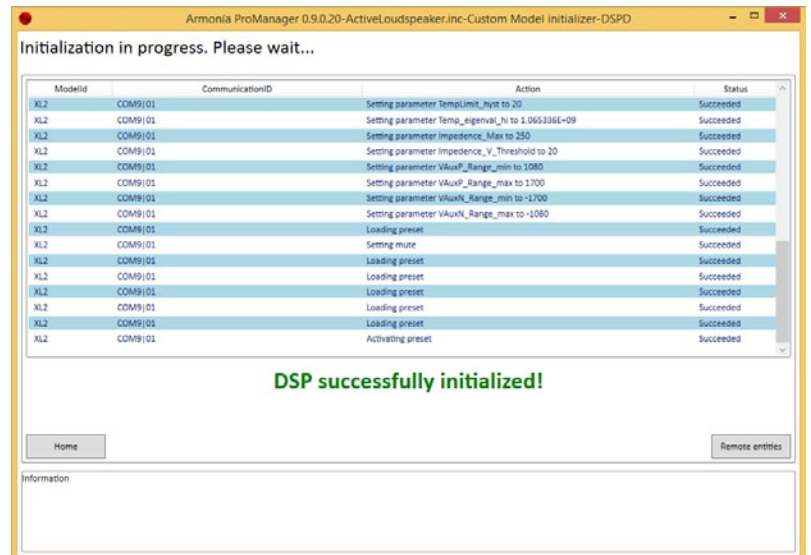 Armonía ProManager 0.9.0.20-ActiveLoudspeaker.inc-Custom Model initializer-DSPD
Initialization in progress. Please wait...
ModelId CommunicationID Action Status
XL2 COM9|01 Setting parameter TempLimit_hyst to 20 Succeeded
XL2 COM9|01 Setting parameter Temp_eigenval_hi to 1.065336E+09 Succeeded
XL2 COM9|01 Setting parameter Impedence_Max to 250 Succeeded
XL2 COM9|01 Setting parameter Impedence_V_Threshold to 20 Succeeded
XL2 COM9|01 Setting parameter VAuxP_Range_min to 1080 Succeeded
XL2 COM9|01 Setting parameter VAuxP_Range_max to 1700 Succeeded
XL2 COM9|01 Setting parameter VAuxN_Range_min to -1700 Succeeded
XL2 COM9|01 Setting parameter VAuxN_Range_max to -1080 Succeeded
XL2 COM9|01 Loading preset Succeeded
XL2 COM9|01 Setting mute Succeeded
XL2 COM9|01 Loading preset Succeeded
XL2 COM9|01 Loading preset Succeeded
XL2 COM9|01 Loading preset Succeeded
XL2 COM9|01 Loading preset Succeeded
XL2 COM9|01 Loading preset Succeeded
XL2 COM9|01 Activating preset Succeeded
DSP successfully initialized!
Home Remote entities
Information